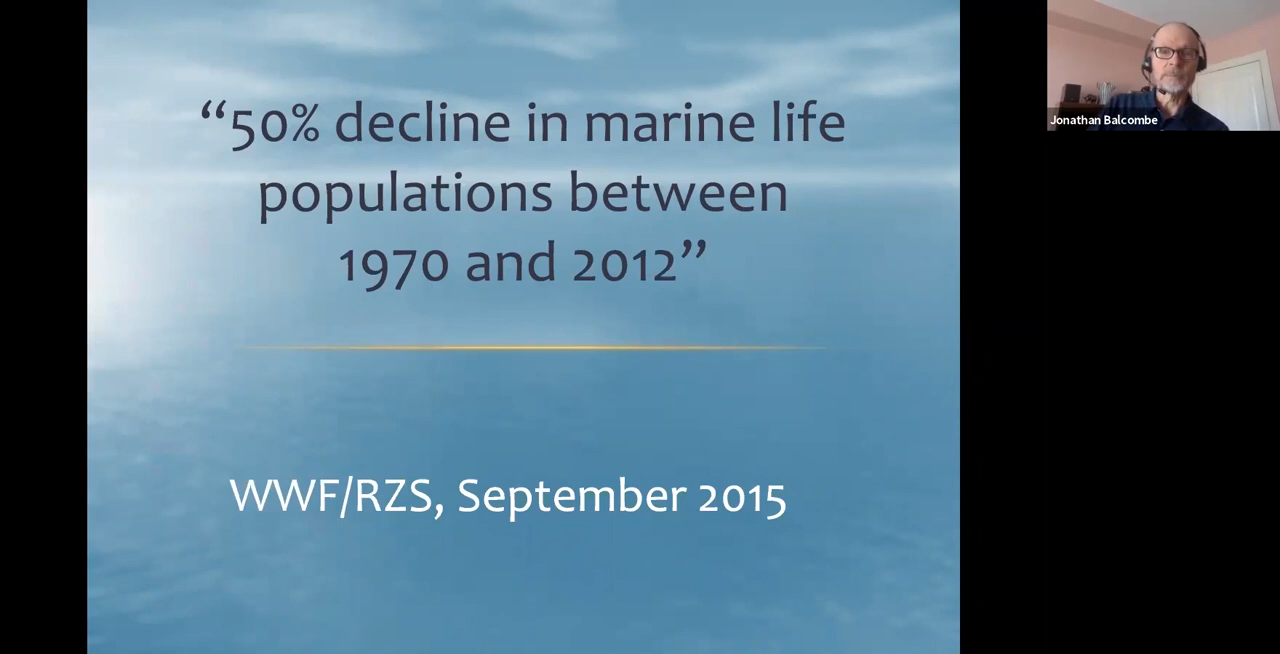 “50% decline in marine life
populations between
1970 and 2012”
WWF/RZS, September 2015
Jonathan Balcombe